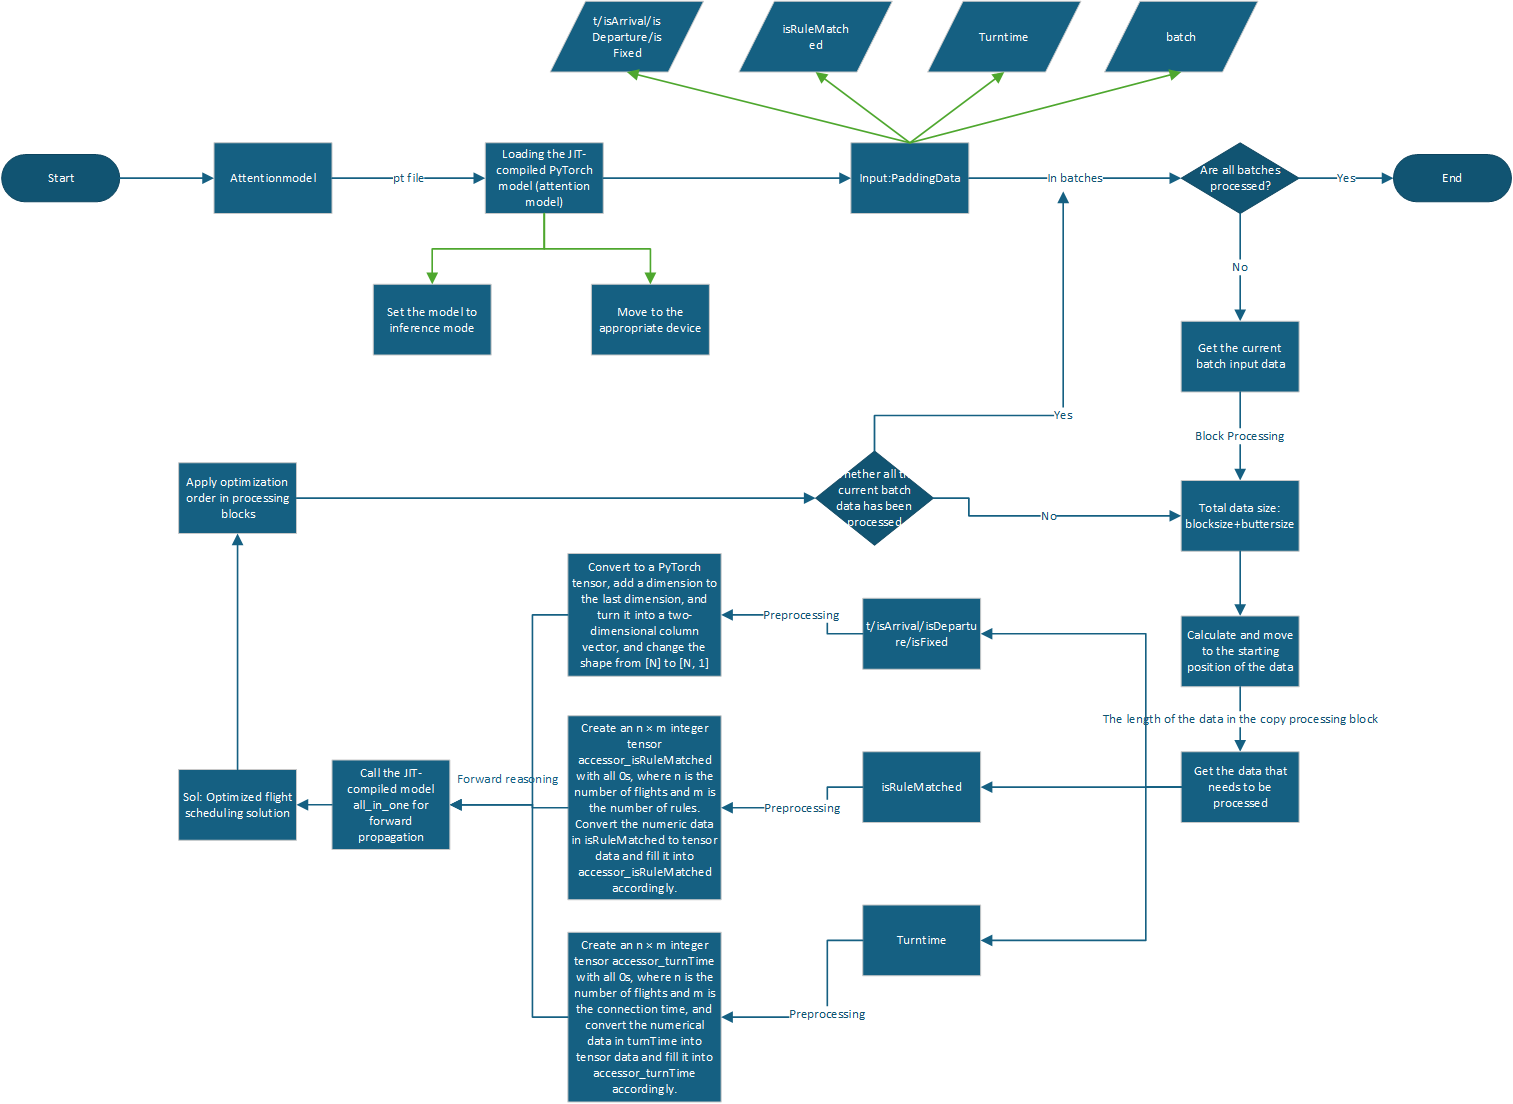 t/isArrival/is
Departure/is
Fixed
isRuleMatch
ed
Turntime
batch
Start
Attentionmodel
pt file
Loading the JIT-
compiled PyTorch
model (attention
model)
Input:PaddingData
In batches
Are all batches
processed?
Yes
End
No
Set the model to
inference mode
Move to the
appropriate device
Get the current
batch input data
Yes
Block Processing
Apply optimization
order in processing
blocks
current batch
data has been
processed
No
Total data size:
blocksize+buttersize
Convert to a PyTorch
tensor, add a dimension to
the last dimension, and
turn it into a two-
dimensional column
vector, and change the
shape from [N] to [N, 1]
Preprocessing
t/isArrival/isDepartu
re/isFixed
Calculate and move
to the starting
position of the data
The length of the data in the copy processing block
Sol: Optimized flight
scheduling solution
Call the JIT-
compiled model
all_in_one for
forward
propagation
Forward reasoning
Create an n × m integer
tensor
accessor_isRuleMatched
with all 0s, where n is the
number of flights and m is
the number of rules.
Convert the numeric data
in isRuleMatched to tensor
data and fill it into
accessor_isRuleMatched
accordingly.
Preprocessing
isRuleMatched
Get the data that
needs to be
processed
Create an n × m integer
tensor accessor_turnTime
with all 0s, where n is the
number of flights and m is
the connection time, and
convert the numerical
data in turnTime into
tensor data and fill it into
accessor_turnTime
accordingly.
Preprocessing
Turntime